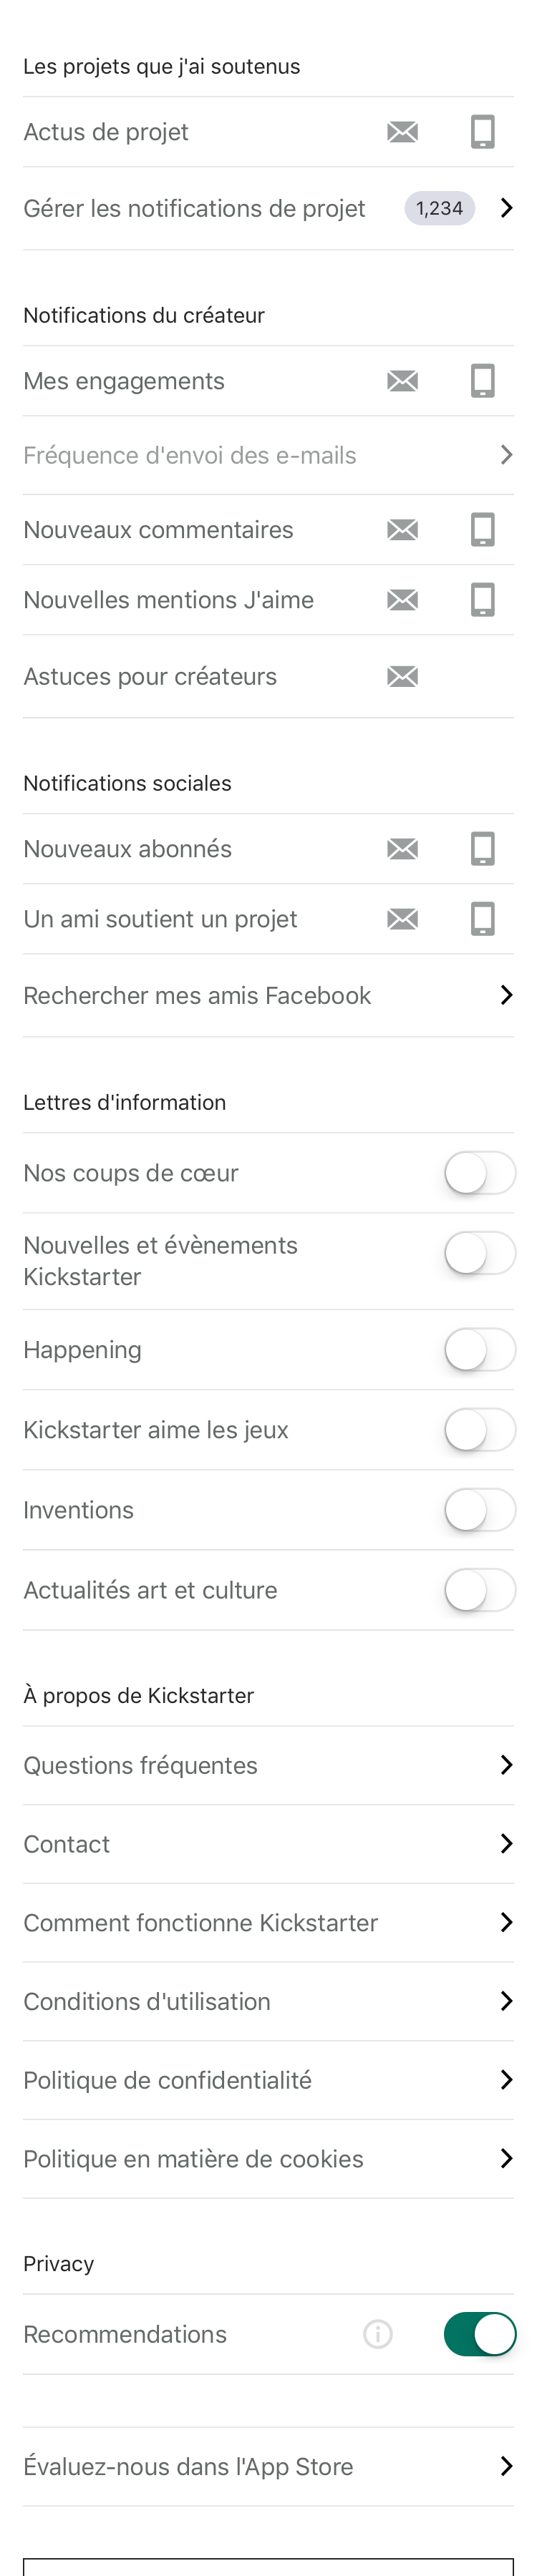 Les projets que j'ai soutenus
Actus de projet
Gérer les notifications de projet 1,234
Notifications du créateur
Mes engagements
Fréquence d'envoi des e-mails
Nouveaux commentaires
Nouvelles mentions J'aime
Astuces pour créateurs
Notifications sociales
Nouveaux abonnés
Un ami soutient un projet
Rechercher mes amis Facebook
Lettres d'information
Nos coups de cœur
Nouvelles et évènements
Kickstarter
Happening
Kickstarter aime les jeux
Inventions
Actualités art et culture
À propos de Kickstarter
Questions fréquentes
Contact
Comment fonctionne Kickstarter
Conditions d'utilisation
Politique de confidentialité
Politique en matière de cookies
Privacy
Recommendations
Évaluez-nous dans l'App Store